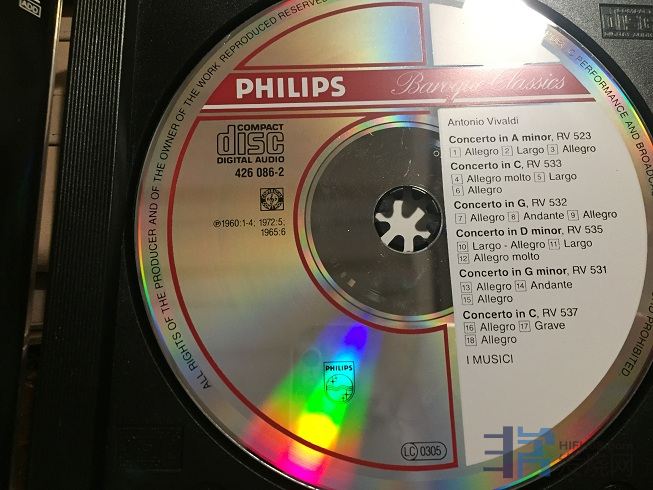 ADD
PHILIPS
Baroque Classics
COMPACT
disc
DIGITAL AUDIO
426 086-2
℗1960:1-4; 1972:5;
1965:6
Antonio Vivaldi
Concerto in A minor, RV 523
1 Allegro 2 Largo 3 Allegro
Concerto in C, RV 533
4 Allegro molto 5 Largo
6 Allegro
Concerto in G, RV 532
7 Allegro 8 Andante 9 Allegro
Concerto in D minor, RV 535
10 Largo - Allegro 11 Largo
12 Allegro molto
Concerto in G minor, RV 531
13 Allegro 14 Andante
15 Allegro
Concerto in C, RV 537
16 Allegro 17 Grave
18 Allegro
I MUSICI
PHILIPS
LC 0305
ALL RIGHTS OF THE PRODUCER AND OF THE OWNER OF THE WORK REPRODUCED RESERVED
PERFORMANCE AND BROADC
PROHIBITED